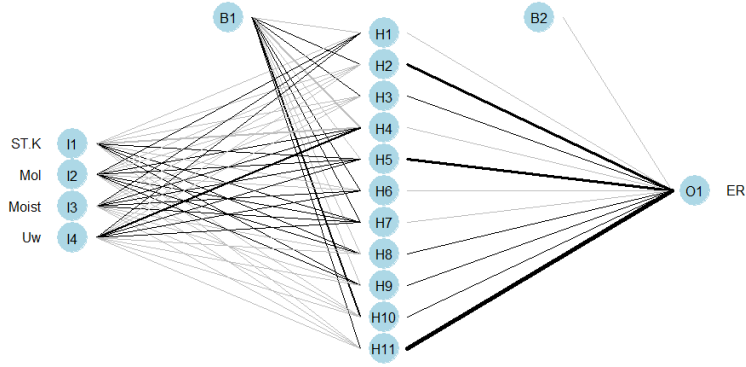 B1
B2
H1
H2
H3
H4
H5
H6
H7
H8
H9
H10
H11
ST.K I1
Mol I2
Moist I3
Uw I4
O1 ER